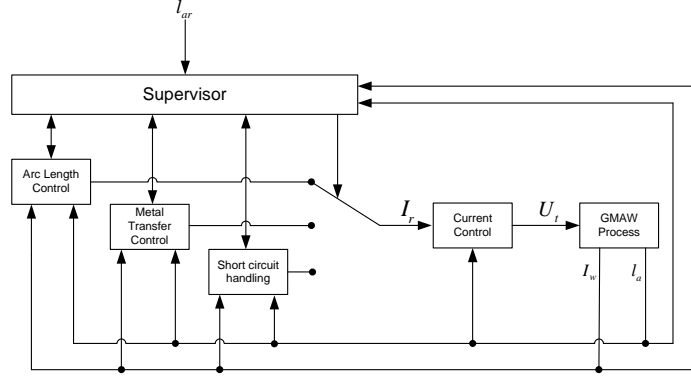 l_ar
Supervisor
Arc Length
Control
Metal
Transfer
Control
Short circuit
handling
I_r
Current
Control
U_t
GMAW
Process
I_w
l_a